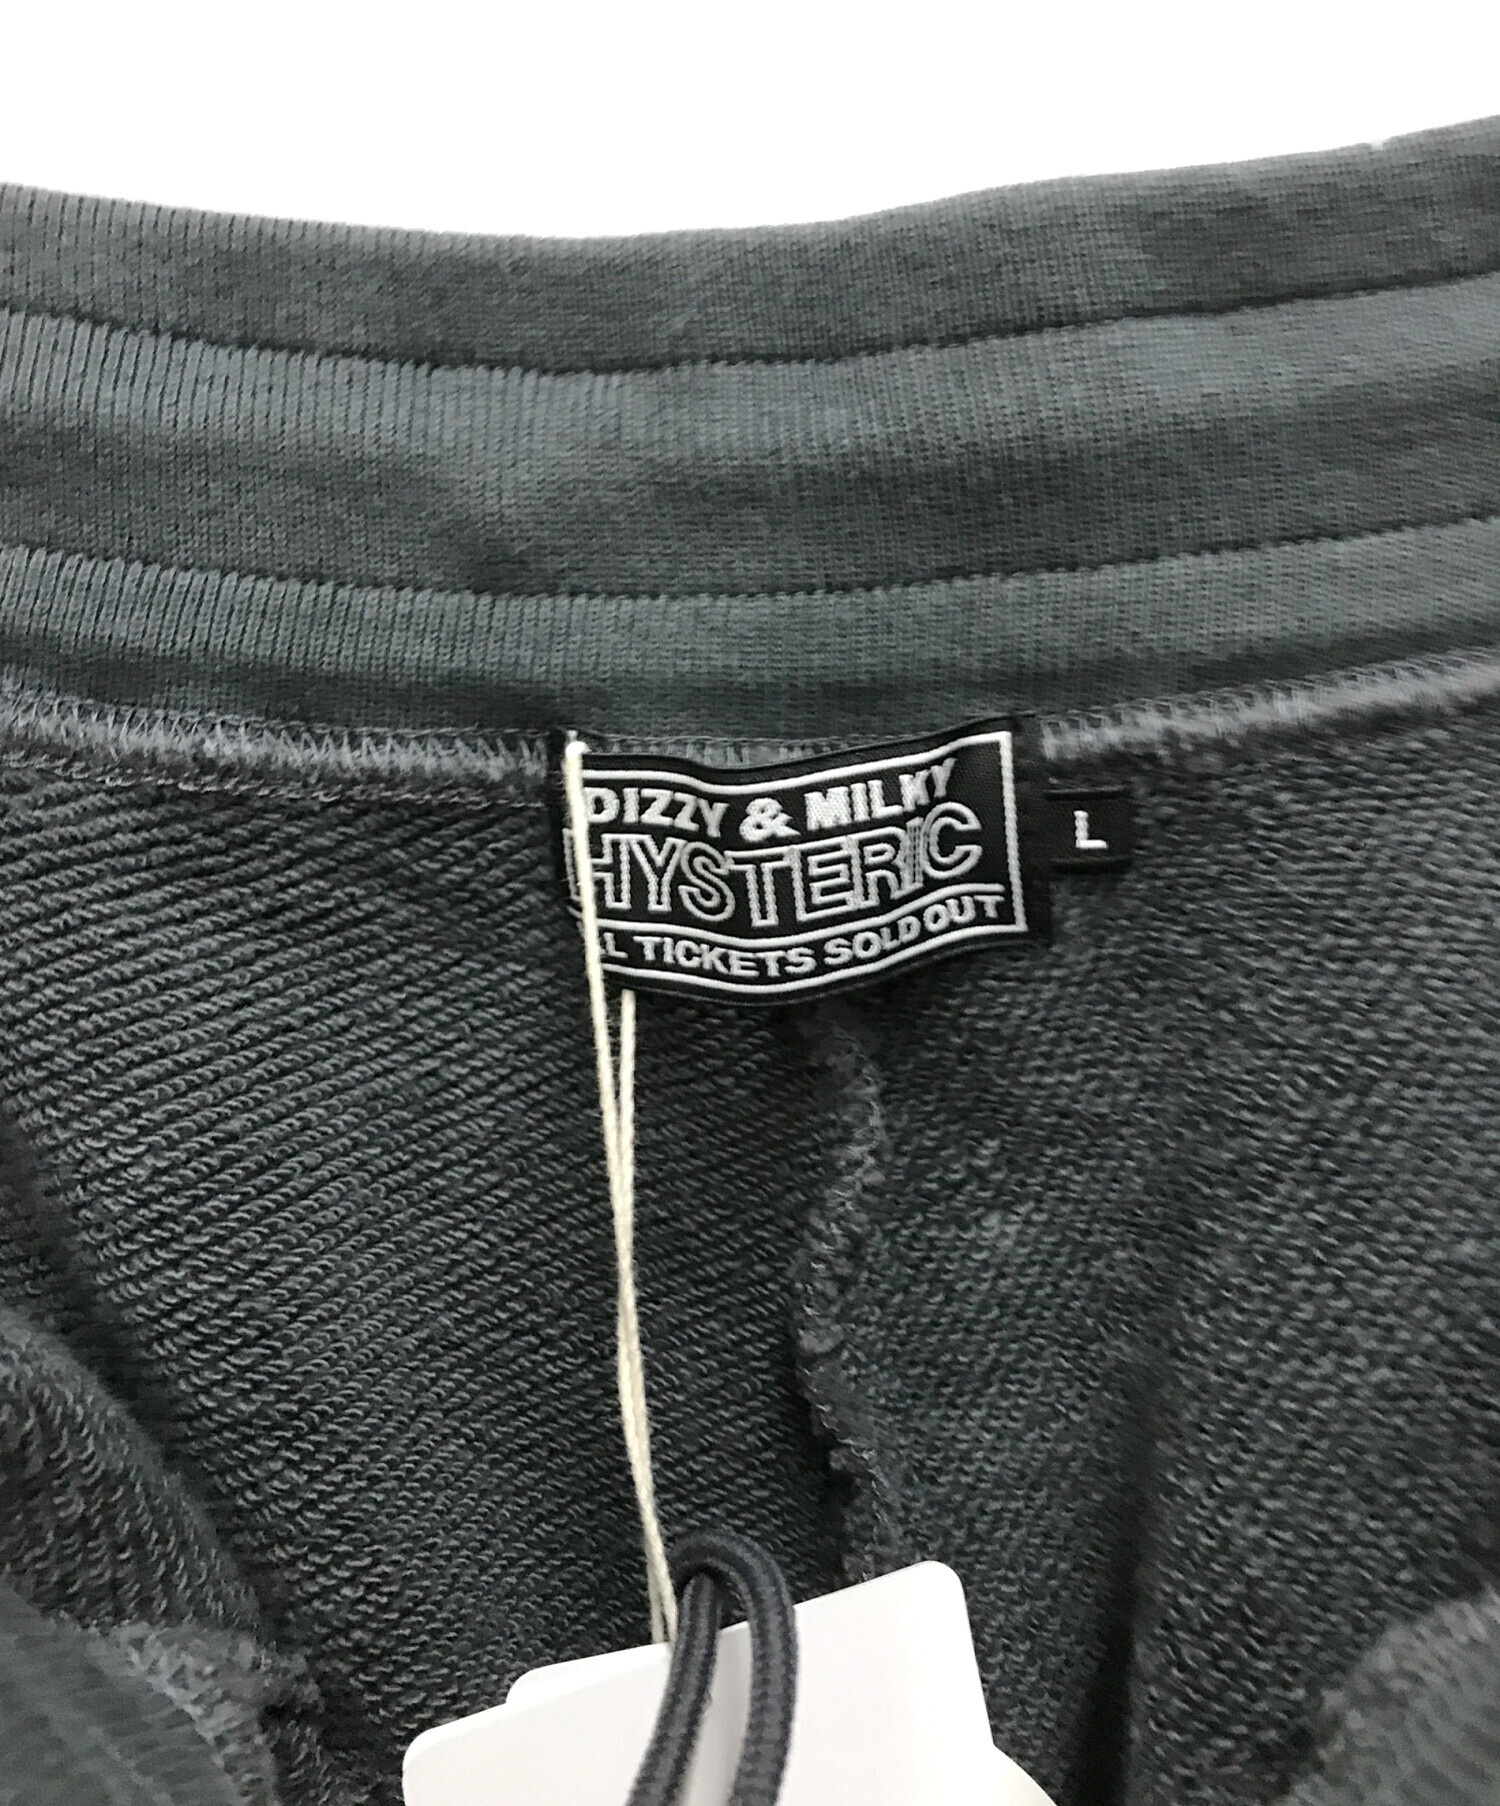 DIZZY & MILKY
HYSTERIC
TICKETS SOLD OUT
L